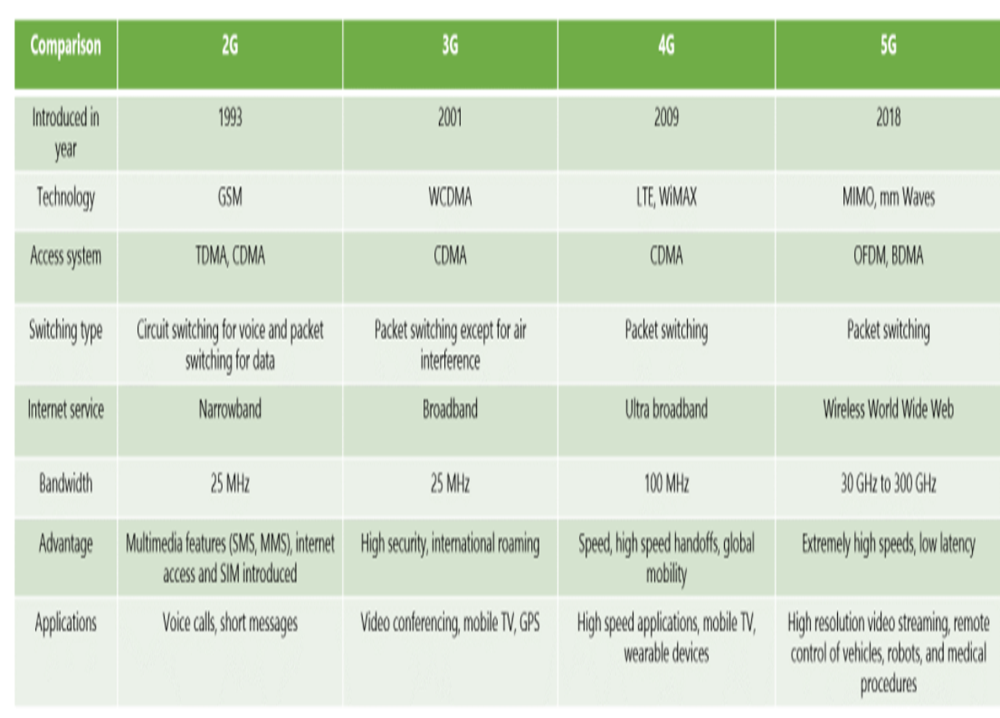 Comparison 2G 3G 4G 5G
Introduced in
year
1993 2001 2009 2018
Technology GSM WCDMA LTE, WiMAX MIMO, mm Waves
Access system TDMA, CDMA CDMA CDMA OFDM, BDMA
Switching type
Circuit switching for voice and packet
switching for data
Packet switching except for air
interference
Packet switching
Packet switching
Internet service Narrowband Broadband Ultra broadband Wireless World Wide Web
Bandwidth 25 MHz 25 MHz 100 MHz 30 GHz to 300 GHz
Advantage
Multimedia features (SMS, MMS), internet
access and SIM introduced
High security, international roaming
Speed, high speed handoffs, global
mobility
Extremely high speeds, low latency
Applications
Voice calls, short messages
Video conferencing, mobile TV, GPS
High speed applications, mobile TV,
wearable devices
High resolution video streaming, remote
control of vehicles, robots, and medical
procedures